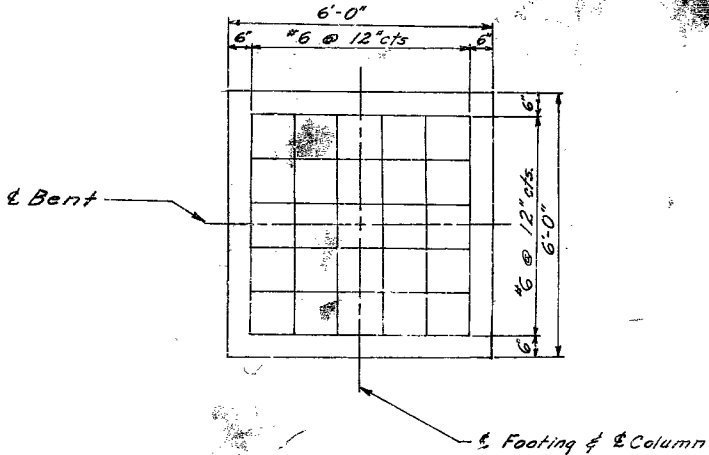 6'-0"
6" #6 @ 12" cts 6"
6"
#6 @ 12" cts.
6'-0"
6"
℄ Bent
℄ Footing & ℄ Column